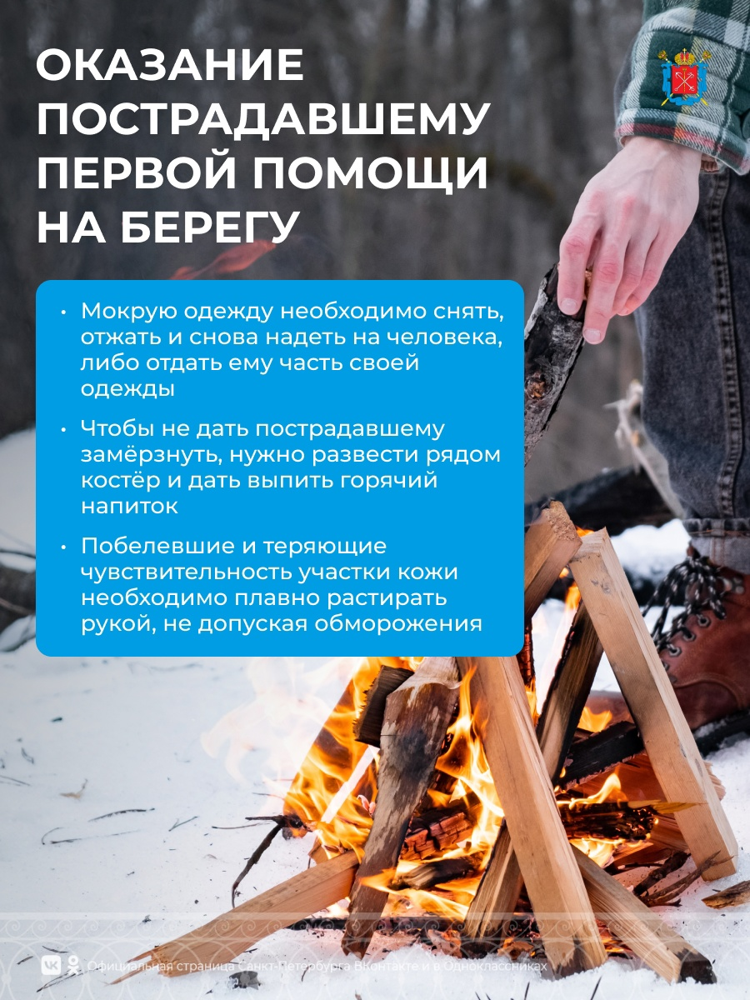 ОКАЗАНИЕ
ПОСТРАДАВШЕМУ
ПЕРВОЙ ПОМОЩИ
НА БЕРЕГУ
• Мокрую одежду необходимо снять,
отжать и снова надеть на человека,
либо отдать ему часть своей
одежды
• Чтобы не дать пострадавшему
замёрзнуть, нужно развести рядом
костёр и дать выпить горячий
напиток
• Побелевшие и теряющие
чувствительность участки кожи
необходимо плавно растирать
рукой, не допуская обморожения
Официальная страница Санкт-Петербурга ВКонтакте и в Одноклассниках